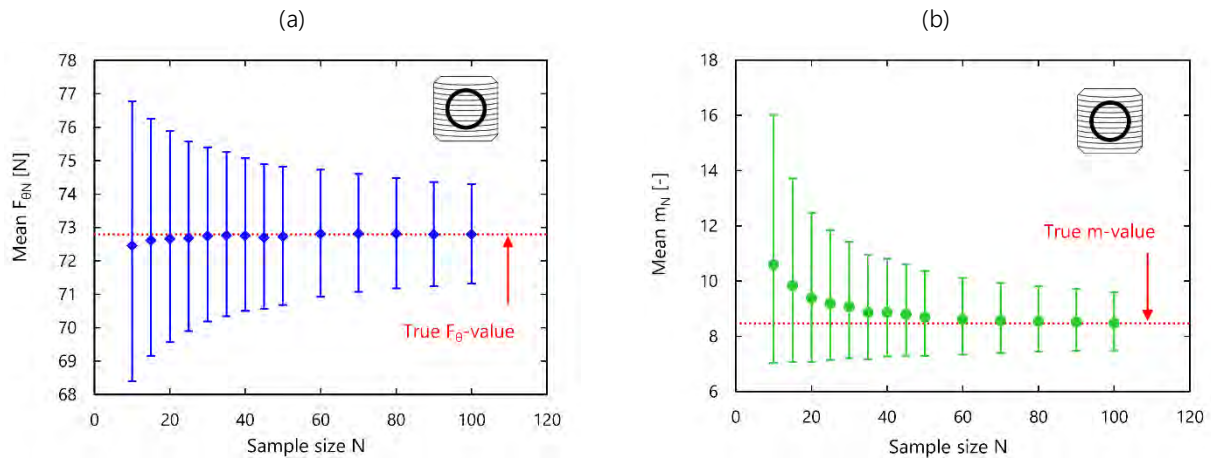 (a)
78
77
76
75
74
73
72
71
70
69
68
Mean F_θN [N]
True F_θ-value
0 20 40 60 80 100 120
Sample size N
(b)
18
16
14
12
10
8
6
Mean m_N [-]
True m-value
0 20 40 60 80 100 120
Sample size N